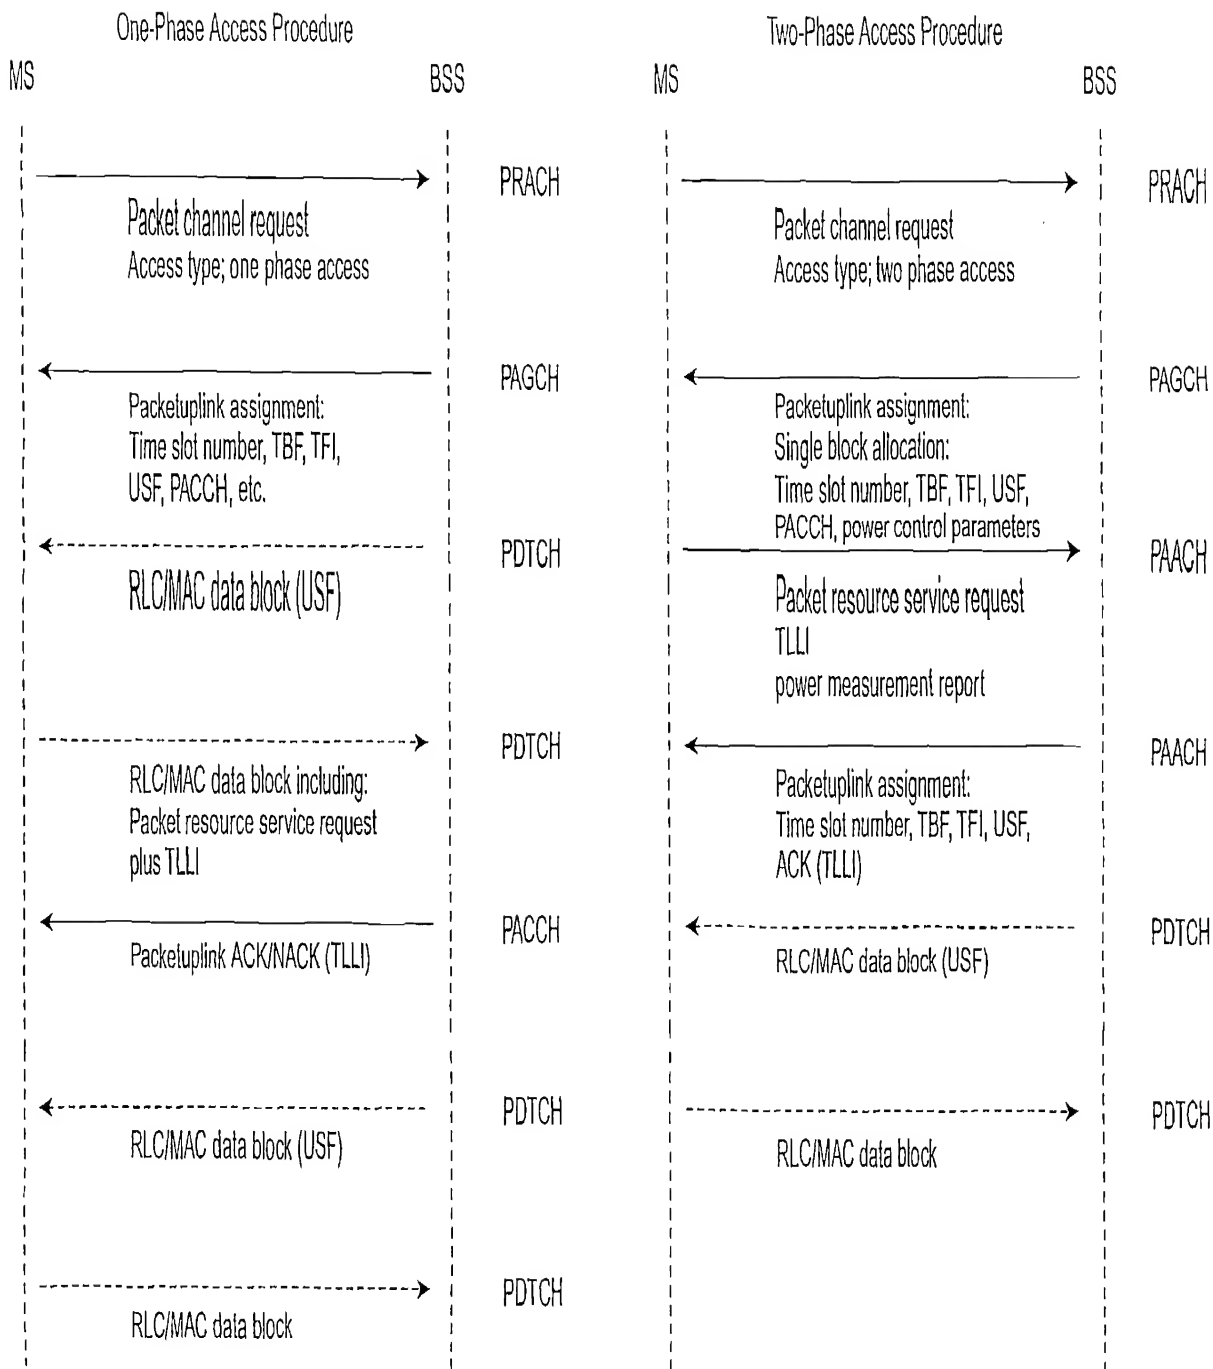 One-Phase Access Procedure
MS
BSS
PRACH
Packet channel request
Access type; one phase access
PAGCH
Packetuplink assignment:
Time slot number, TBF, TFI,
USF, PACCH, etc.
PDTCH
RLC/MAC data block (USF)
PDTCH
RLC/MAC data block including:
Packet resource service request
plus TLLI
PACCH
Packetuplink ACK/NACK (TLLI)
PDTCH
RLC/MAC data block (USF)
PDTCH
RLC/MAC data block
Two-Phase Access Procedure
MS
BSS
PRACH
Packet channel request
Access type; two phase access
PAGCH
Packetuplink assignment:
Single block allocation:
Time slot number, TBF, TFI, USF,
PACCH, power control parameters
PAACH
Packet resource service request
TLLI
power measurement report
PAACH
Packetuplink assignment:
Time slot number, TBF, TFI, USF,
ACK (TLLI)
PDTCH
RLC/MAC data block (USF)
PDTCH
RLC/MAC data block